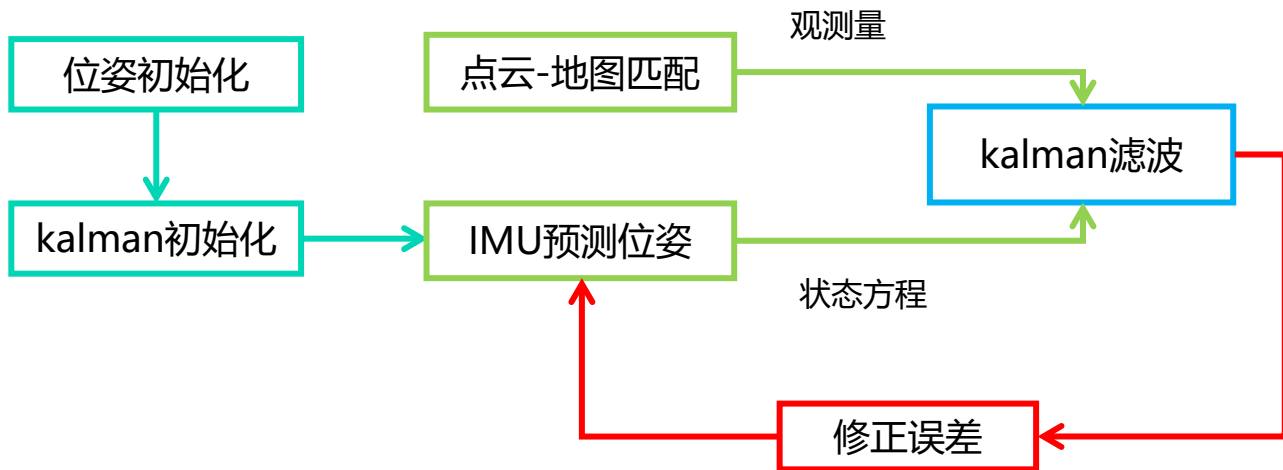 观测量
位姿初始化
点云-地图匹配
kalman滤波
kalman初始化
IMU预测位姿
状态方程
修正误差